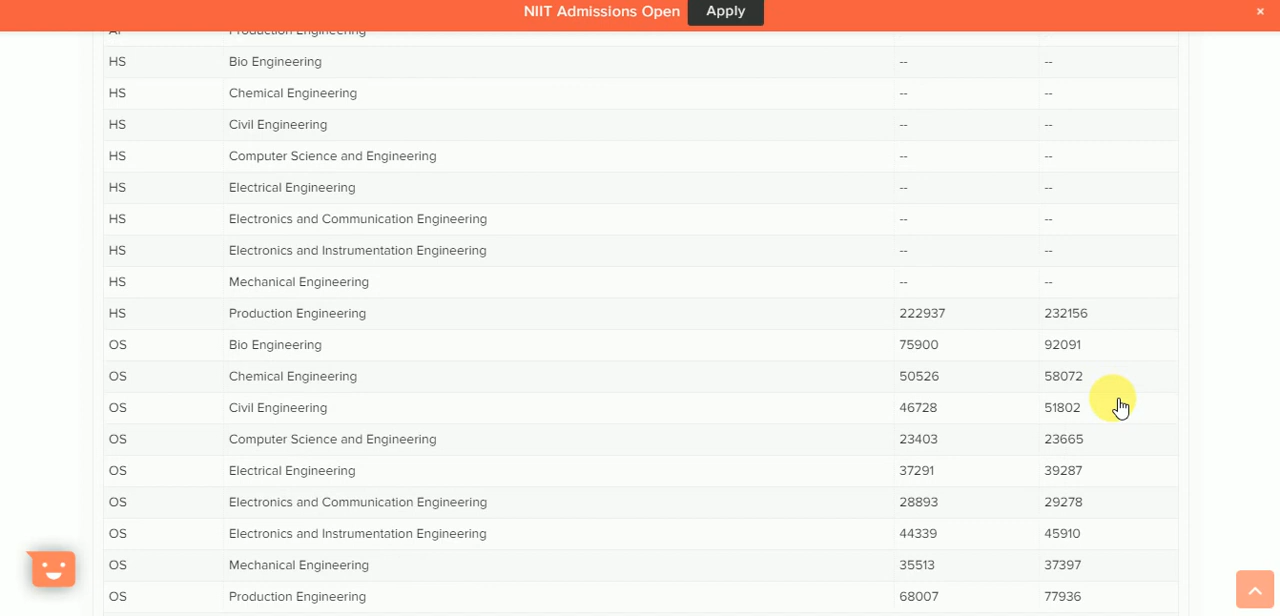 NIIT Admissions Open Apply ×
AI Production Engineering
HS Bio Engineering -- --
HS Chemical Engineering -- --
HS Civil Engineering -- --
HS Computer Science and Engineering -- --
HS Electrical Engineering -- --
HS Electronics and Communication Engineering -- --
HS Electronics and Instrumentation Engineering -- --
HS Mechanical Engineering -- --
HS Production Engineering 222937 232156
OS Bio Engineering 75900 92091
OS Chemical Engineering 50526 58072
OS Civil Engineering 46728 51802
OS Computer Science and Engineering 23403 23665
OS Electrical Engineering 37291 39287
OS Electronics and Communication Engineering 28893 29278
OS Electronics and Instrumentation Engineering 44339 45910
OS Mechanical Engineering 35513 37397
OS Production Engineering 68007 77936